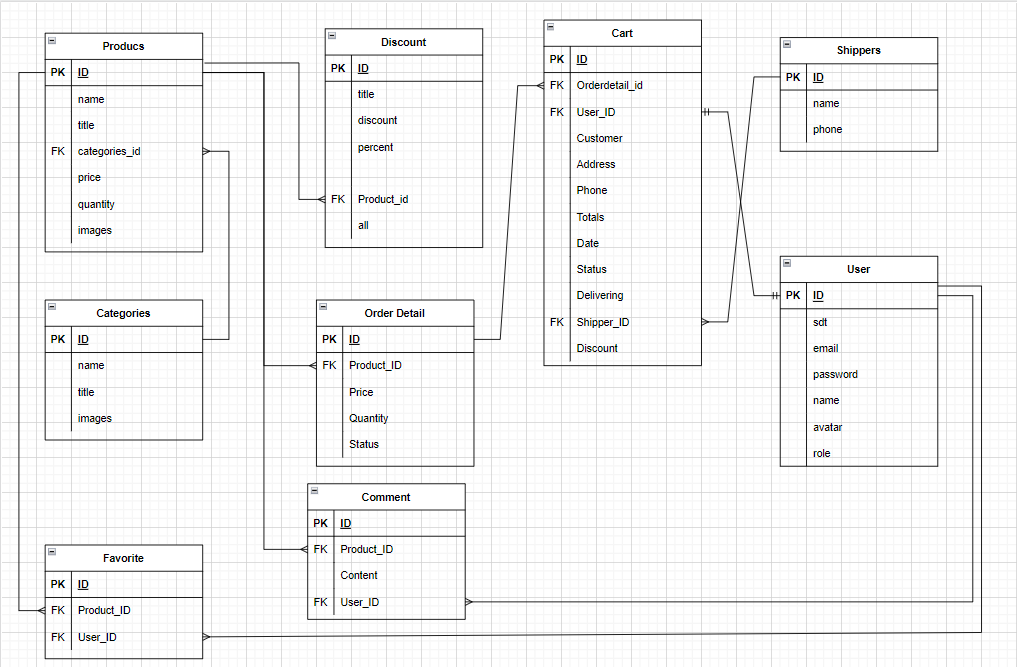 Producs
PK ID
name
title
FK categories_id
price
quantity
images
Discount
PK ID
title
discount
percent
FK Product_id
all
Cart
PK ID
FK Orderdetail_id
FK User_ID
Customer
Address
Phone
Totals
Date
Status
Delivering
FK Shipper_ID
Discount
Shippers
PK ID
name
phone
Categories
PK ID
name
title
images
Order Detail
PK ID
FK Product_ID
Price
Quantity
Status
User
PK ID
sdt
email
password
name
avatar
role
Comment
PK ID
FK Product_ID
Content
FK User_ID
Favorite
PK ID
FK Product_ID
FK User_ID